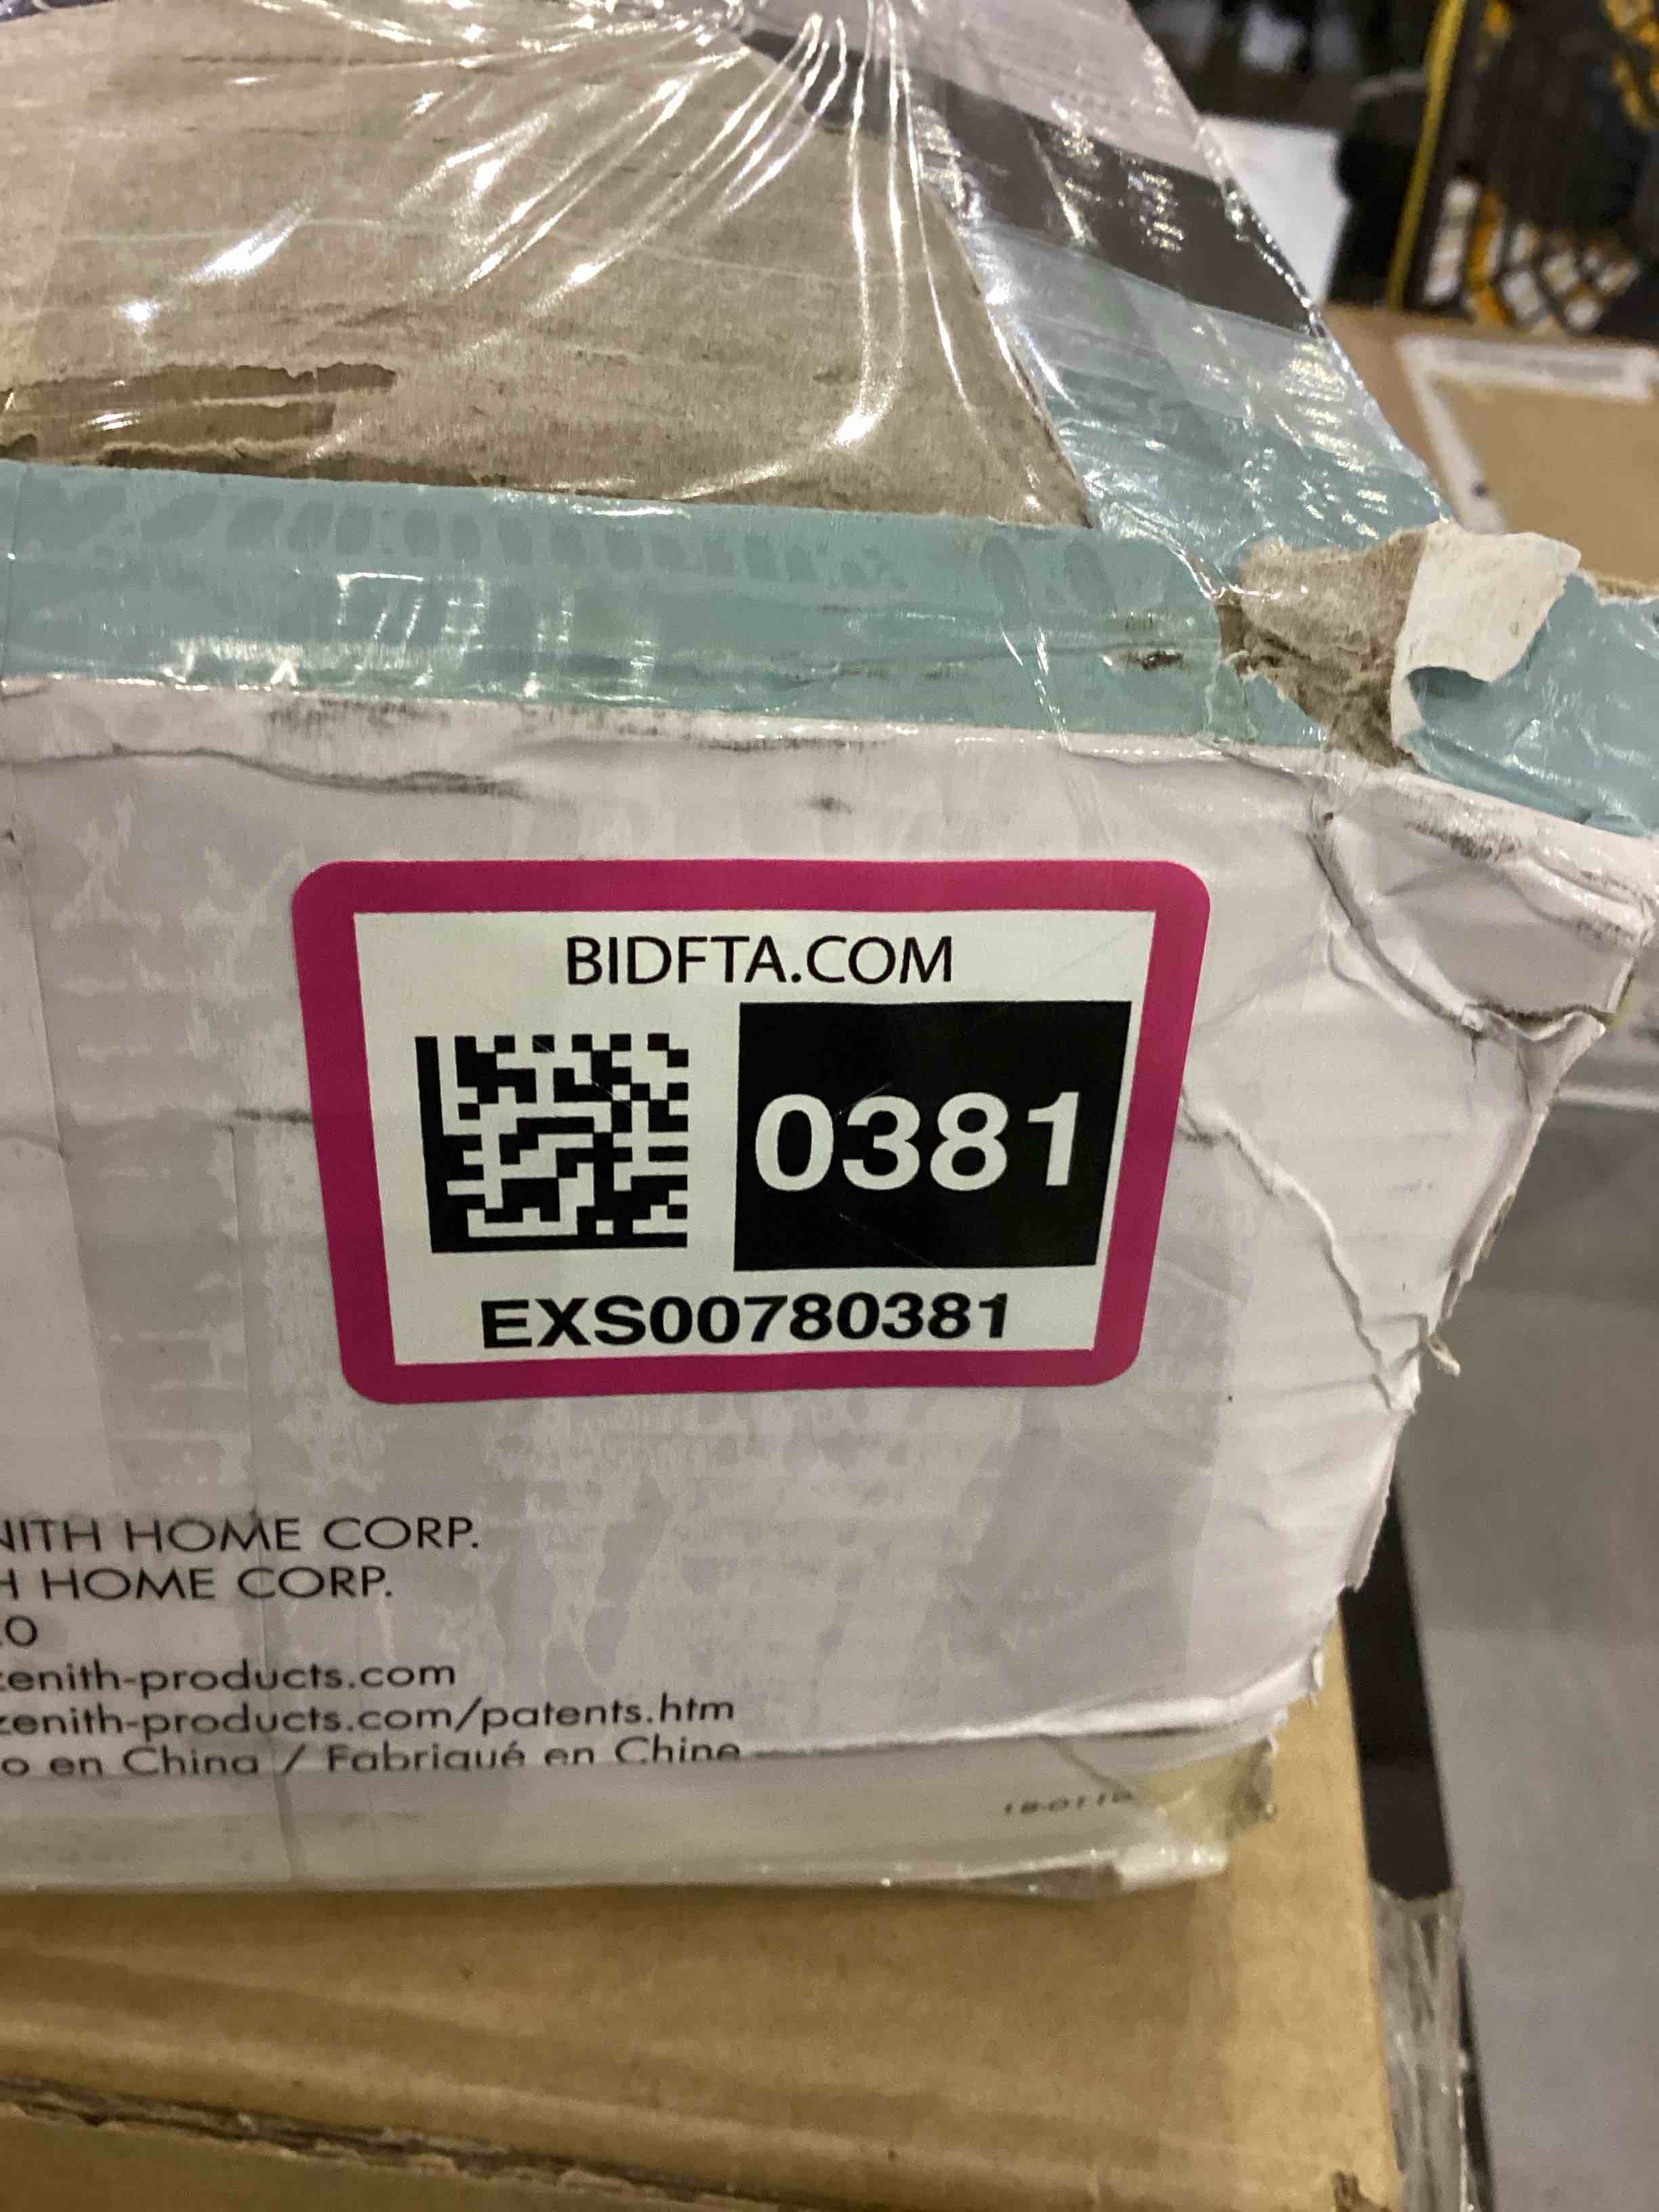 BIDFTA.COM
0381
EXS00780381
NITH HOME CORP.
H HOME CORP.
.O
zenith-products.com
zenith-products.com/patents.htm
o en China / Fabriqué en Chine